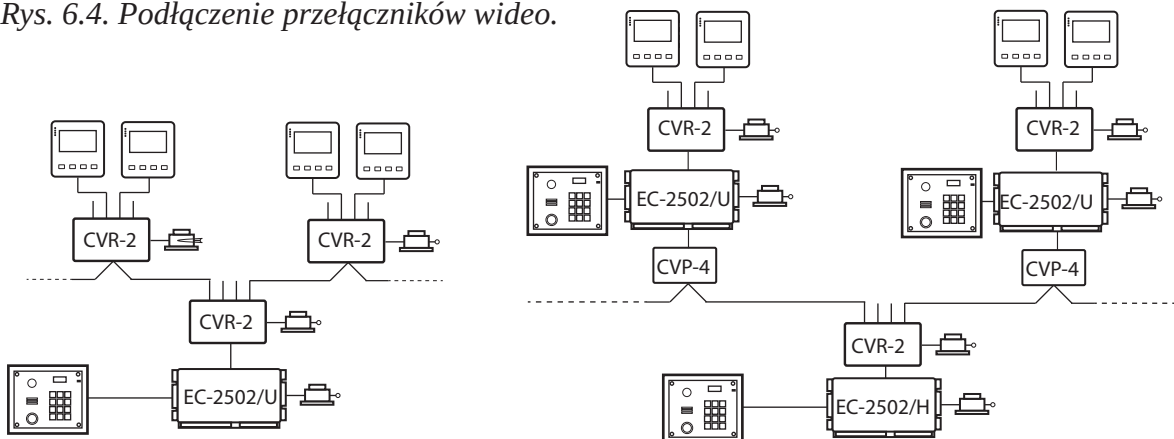 Rys. 6.4. Podłączenie przełączników wideo.
CVR-2
CVR-2
CVR-2
EC-2502/U
CVR-2
CVR-2
EC-2502/U
EC-2502/U
CVP-4
CVP-4
CVR-2
EC-2502/H